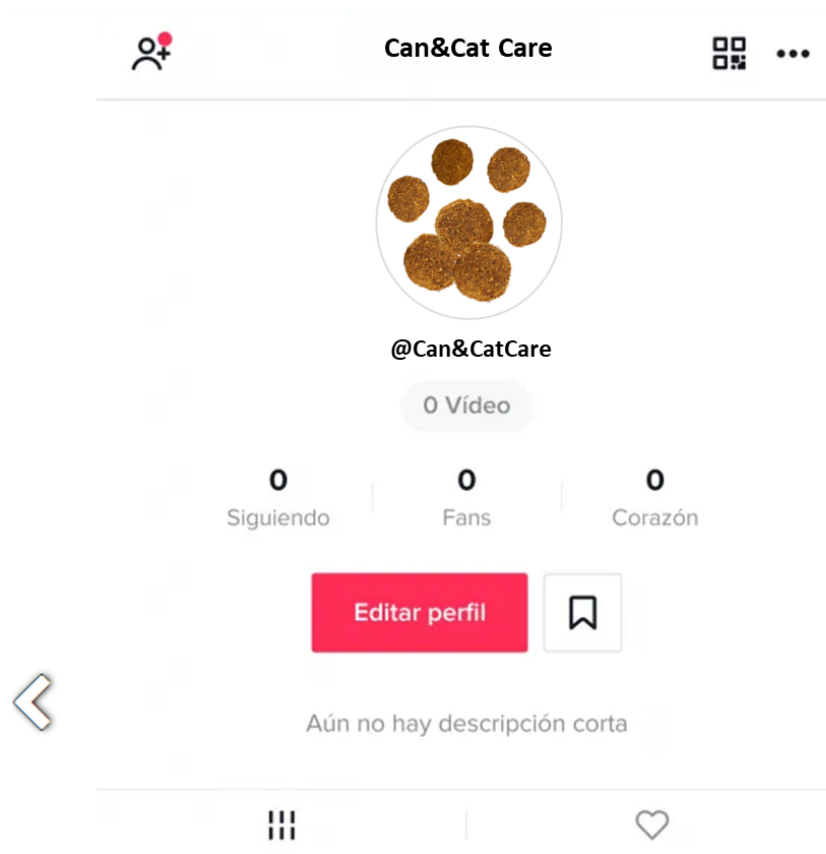 Can&Cat Care
@Can&CatCare
0 Vídeo
0 0 0
Siguiendo Fans Corazón
Editar perfil
Aún no hay descripción corta